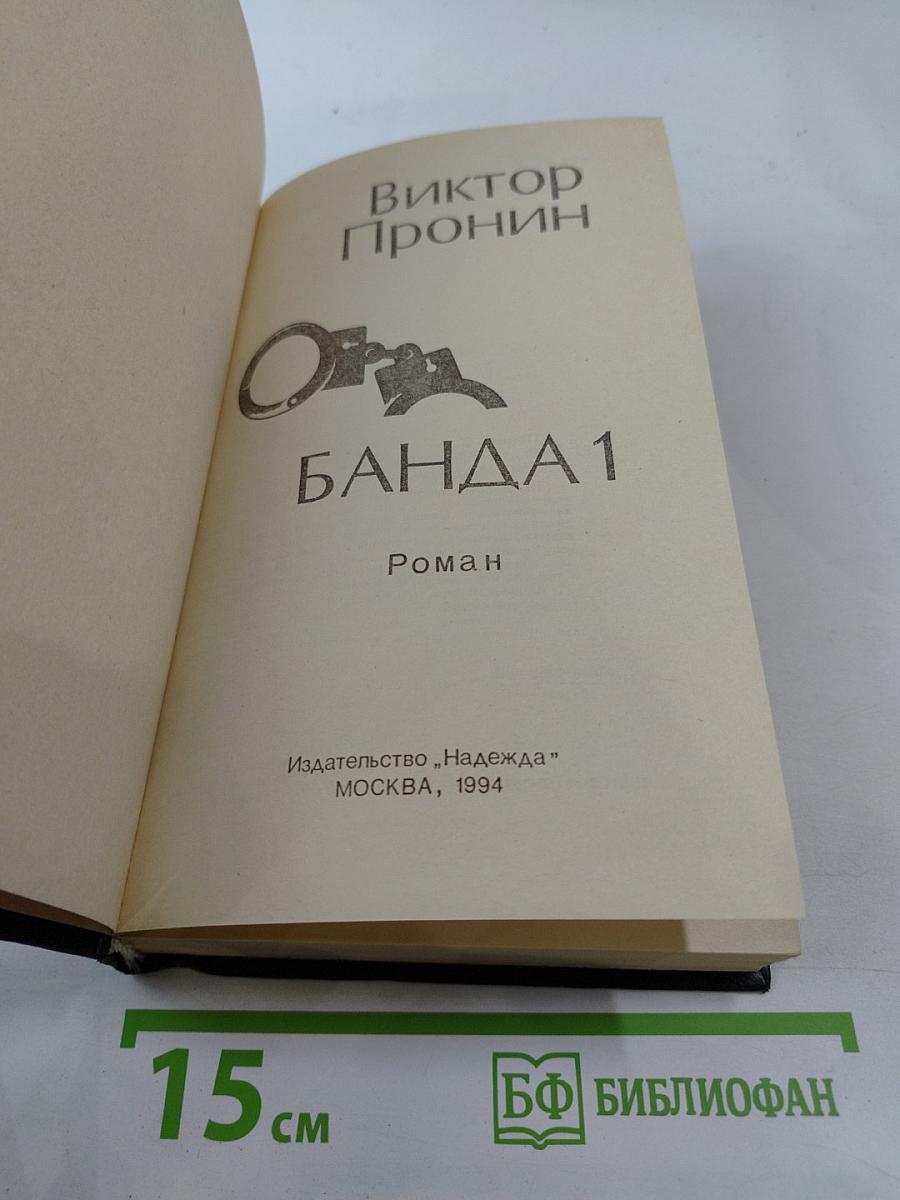 Виктор
Пронин
БАНДА 1
Роман
Издательство „Надежда"
МОСКВА, 1994
15 см
БФ БИБЛИОФАН